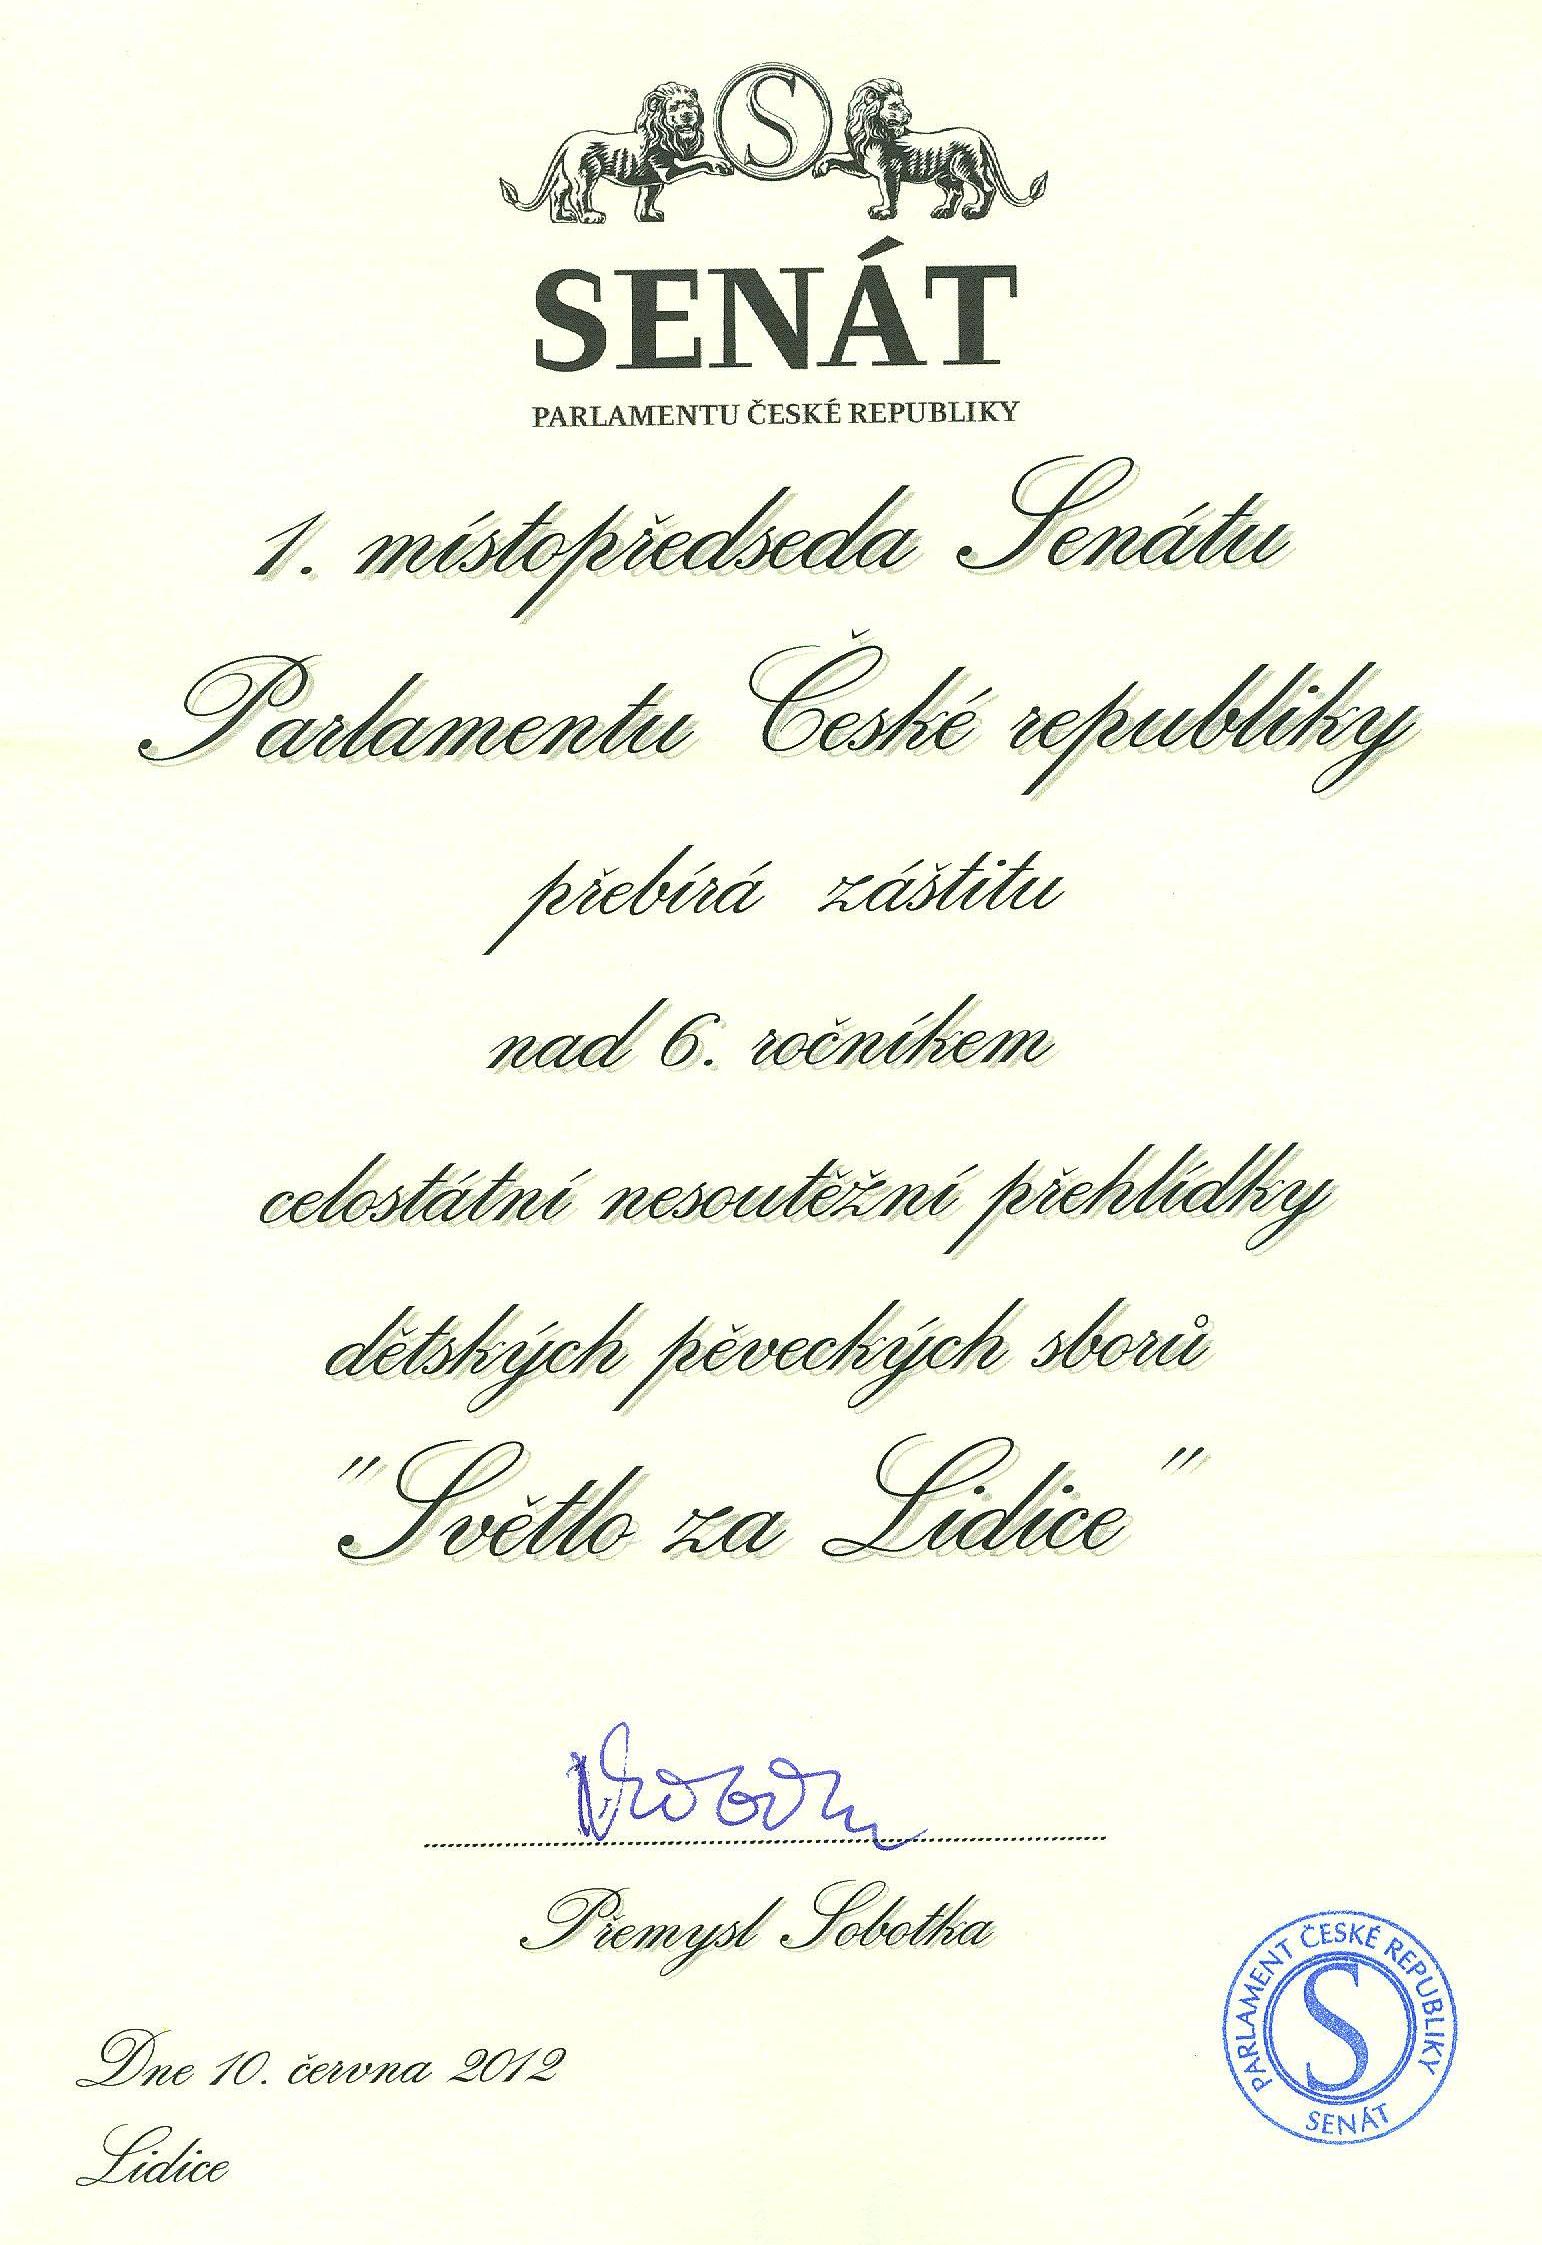 S
SENÁT
PARLAMENTU ČESKÉ REPUBLIKY
1. místopředseda Senátu
Parlamentu České republiky
přebírá záštitu
nad 6. ročníkem
celostátní nesoutěžní přehlídky
dětských pěveckých sborů
"Světlo za Lidice"
Přemysl Sobotka
PARLAMENT ČESKÉ REPUBLIKY
S
SENÁT
Dne 10. června 2012
Lidice